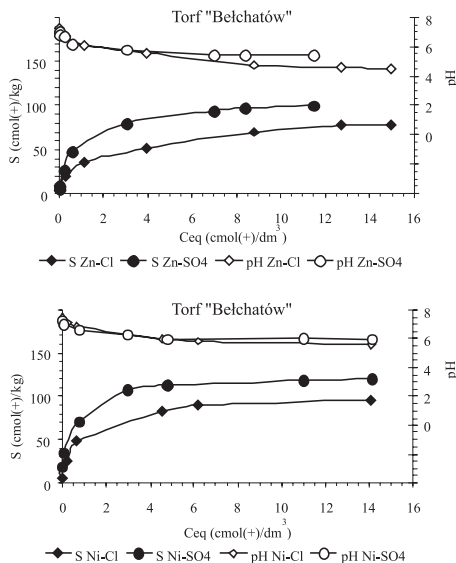 Torf "Bełchatów"
8
6
4
2
0
pH
150
100
50
0
S (cmol(+)/kg)
0 2 4 6 8 10 12 14 16
Ceq (cmol(+)/dm³
S Zn-Cl S Zn-SO4 pH Zn-Cl pH Zn-SO4
Torf "Bełchatów"
8
6
4
2
0
pH
150
100
50
0
S (cmol(+)/kg)
0 2 4 6 8 10 12 14 16
Ceq (cmol(+)/dm³
S Ni-Cl S Ni-SO4 pH Ni-Cl pH Ni-SO4